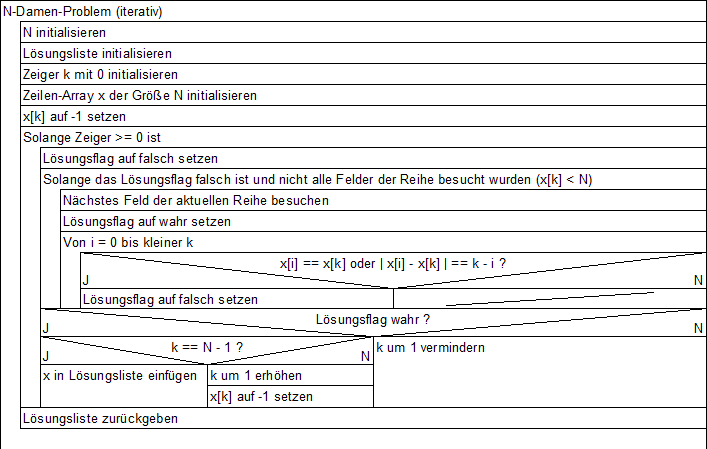 N-Damen-Problem (iterativ)
N initialisieren
Lösungsliste initialisieren
Zeiger k mit 0 initialisieren
Zeilen-Array x der Größe N initialisieren
x[k] auf -1 setzen
Solange Zeiger >= 0 ist
Lösungsflag auf falsch setzen
Solange das Lösungsflag falsch ist und nicht alle Felder der Reihe besucht wurden (x[k] < N)
Nächstes Feld der aktuellen Reihe besuchen
Lösungsflag auf wahr setzen
Von i = 0 bis kleiner k
x[i] == x[k] oder | x[i] - x[k] | == k - i ?
J N
Lösungsflag auf falsch setzen
Lösungsflag wahr ?
J N
k == N - 1 ?
J N
k um 1 vermindern
x in Lösungsliste einfügen
k um 1 erhöhen
x[k] auf -1 setzen
Lösungsliste zurückgeben